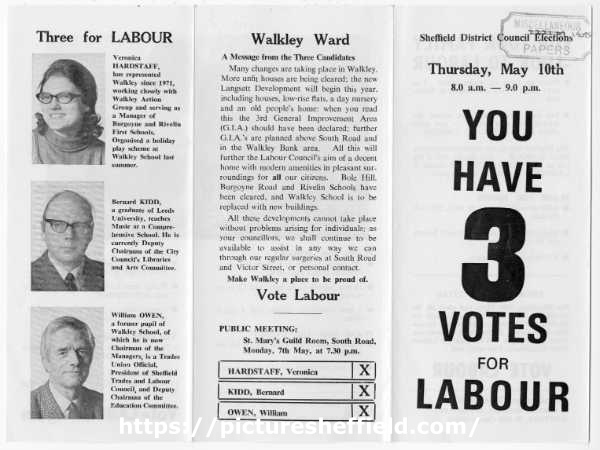 Three for LABOUR
Veronica
HARDSTAFF,
has represented
Walkley since 1971,
working closely with
Walkley Action
Group and serving as
a Manager of
Burgoyne and Rivelin
First Schools.
Organised a holiday
play scheme at
Walkley School last
summer.
Bernard KIDD,
a graduate of Leeds
University, teaches
Music at a Compre-
hensive School. He is
currently Deputy
Chairman of the City
Council's Libraries
and Arts Committee.
William OWEN,
a former pupil of
Walkley School, of
which he is now
Chairman of the
Managers, is a Trades
Union Official,
President of Sheffield
Trades and Labour
Council, and Deputy
Chairman of the
Education Committee.
Walkley Ward
A Message from the Three Candidates
Many changes are taking place in Walkley.
More unfit houses are being cleared; the new
Langsett Development will begin this year,
including houses, low-rise flats, a day nursery
and an old people's home: when you read
this the 3rd General Improvement Area
(G.I.A.) should have been declared; further
G.I.A.'s are planned above South Road and
in the Walkley Bank area. All this will
further the Labour Council's aim of a decent
home with modern amenities in pleasant sur-
roundings for all our citizens. Bole Hill,
Burgoyne Road and Rivelin Schools have
been cleared, and Walkley School is to be
replaced with new buildings.
All these developments cannot take place
without problems arising for individuals; as
your councillors, we shall continue to be
available to assist in any way we can
through our regular surgeries at South Road
and Victor Street, or personal contact.
Make Walkley a place to be proud of.
Vote Labour
PUBLIC MEETING:
St. Mary's Guild Room, South Road,
Monday, 7th May, at 7.30 p.m.
HARDSTAFF, Veronica X
KIDD, Bernard X
OWEN, William X
Sheffield District Council Elections
MISCELLANEOUS
PAPERS
Thursday, May 10th
8.0 a.m. — 9.0 p.m.
YOU
HAVE
3
VOTES
FOR
LABOUR
https://picturesheffield.com/